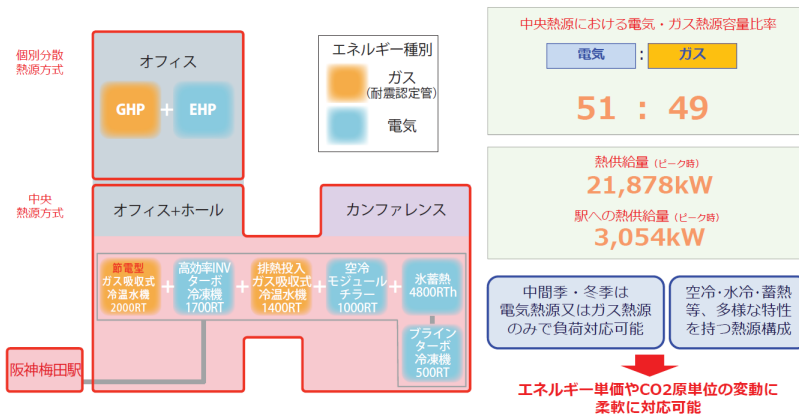 個別分散
熱源方式
オフィス
GHP
+
EHP
エネルギー種別
ガス
(耐震認定管)
電気
中央
熱源方式
オフィス+ホール
カンファレンス
節電型
ガス吸収式
冷温水機
2000RT
+
高効率INV
ターボ
冷凍機
1700RT
+
排熱投入
ガス吸収式
冷温水機
1400RT
+
空冷
モジュール
チラー
1000RT
+
氷蓄熱
4800RTh
ブライン
ターボ
冷凍機
500RT
阪神梅田駅
中央熱源における電気・ガス熱源容量比率
電気 : ガス
51 : 49
熱供給量 (ピーク時)
21,878kW
駅への熱供給量 (ピーク時)
3,054kW
中間季・冬季は
電気熱源又はガス熱源
のみで負荷対応可能
空冷・水冷・蓄熱
等、多様な特性
を持つ熱源構成
エネルギー単価やCO2原単位の変動に
柔軟に対応可能